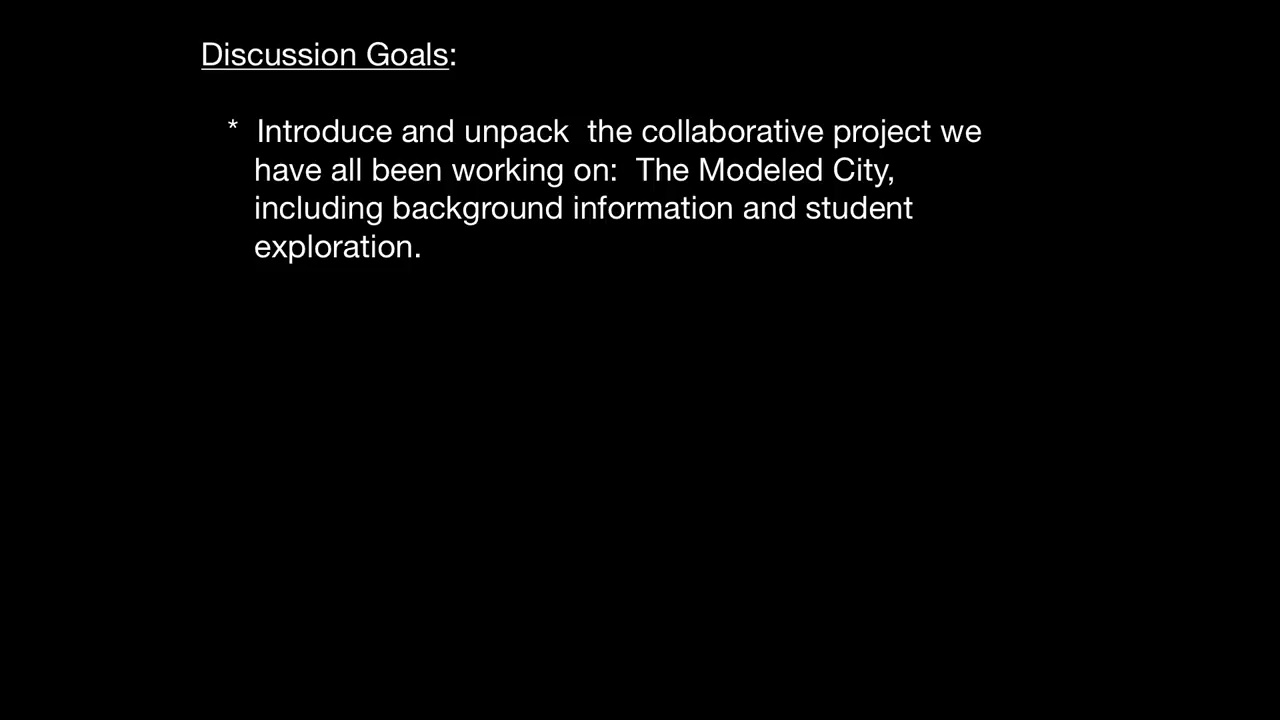 Discussion Goals:
* Introduce and unpack  the collaborative project we
have all been working on:  The Modeled City,
including background information and student
exploration.